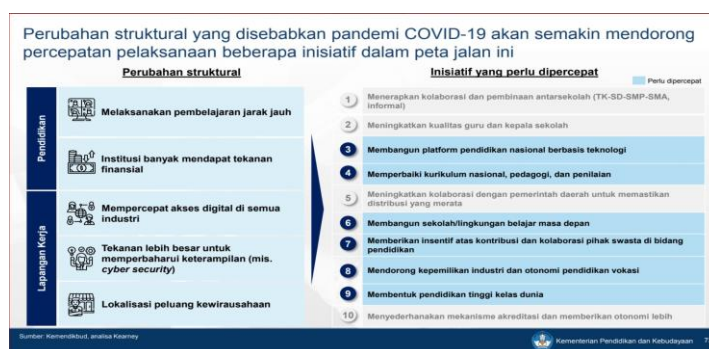 Perubahan struktural yang disebabkan pandemi COVID-19 akan semakin mendorong
percepatan pelaksanaan beberapa inisiatif dalam peta jalan ini
Perubahan struktural
Pendidikan
Melaksanakan pembelajaran jarak jauh
Institusi banyak mendapat tekanan
finansial
Lapangan Kerja
Mempercepat akses digital di semua
industri
Tekanan lebih besar untuk
memperbaharui keterampilan (mis.
cyber security)
Lokalisasi peluang kewirausahaan
Inisiatif yang perlu dipercepat
Perlu dipercepat
1 Menerapkan kolaborasi dan pembinaan antarsekolah (TK-SD-SMP-SMA,
informal)
2 Meningkatkan kualitas guru dan kepala sekolah
3 Membangun platform pendidikan nasional berbasis teknologi
4 Memperbaiki kurikulum nasional, pedagogi, dan penilaian
5 Meningkatkan kolaborasi dengan pemerintah daerah untuk memastikan
distribusi yang merata
6 Membangun sekolah/lingkungan belajar masa depan
7 Memberikan insentif atas kontribusi dan kolaborasi pihak swasta di bidang
pendidikan
8 Mendorong kepemilikan industri dan otonomi pendidikan vokasi
9 Membentuk pendidikan tinggi kelas dunia
10 Menyederhanakan mekanisme akreditasi dan memberikan otonomi lebih
Sumber: Kemendikbud, analisa Kearney
Kementerian Pendidikan dan Kebudayaan 7